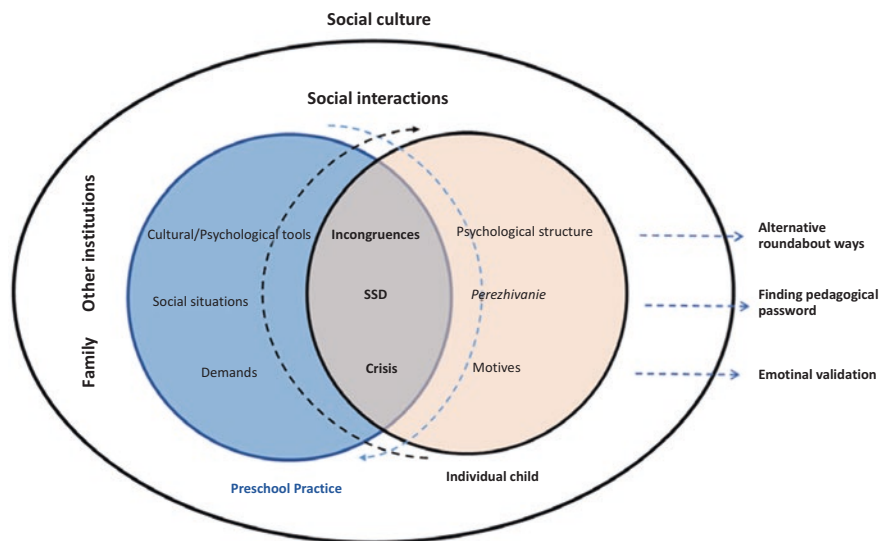 Social culture
Social interactions
Other institutions
Family
Cultural/Psychological tools
Incongruences
Psychological structure
Social situations
SSD
Perezhivanie
Demands
Crisis
Motives
Preschool Practice
Individual child
Alternative
roundabout ways
Finding pedagogical
password
Emotinal validation